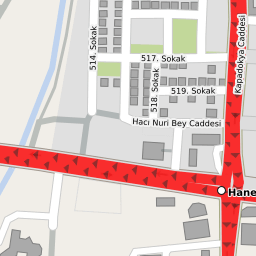 514. Sokak
517. Sokak
Kapadokya Caddesi
518. Sokak
519. Sokak
Hacı Nuri Bey Caddesi
Hane